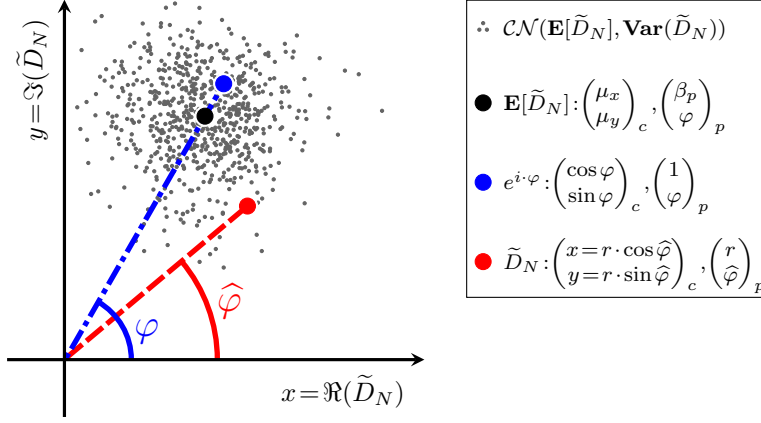 y=ℑ(D̃_N)
φ
φ̂
x=ℜ(D̃_N)
𝒞𝒩(𝐄[D̃_N], 𝐕𝐚𝐫(D̃_N))
𝐄[D̃_N]: (μ_x μ_y)_c, (β_p φ)_p
e^{i·φ}: (cos φ sin φ)_c, (1 φ)_p
D̃_N: (x=r·cos φ̂ y=r·sin φ̂)_c, (r φ̂)_p